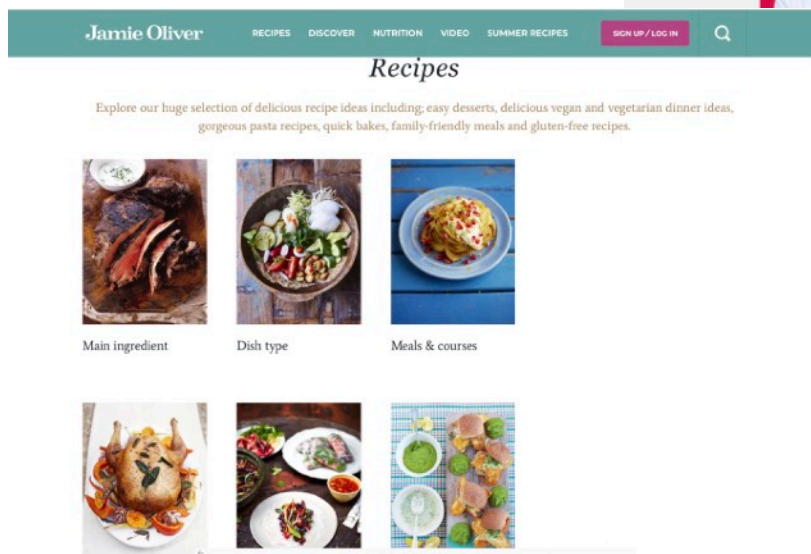 Jamie Oliver RECIPES DISCOVER NUTRITION VIDEO SUMMER RECIPES SIGN UP / LOG IN
Recipes
Explore our huge selection of delicious recipe ideas including; easy desserts, delicious vegan and vegetarian dinner ideas,
gorgeous pasta recipes, quick bakes, family-friendly meals and gluten-free recipes.
Main ingredient Dish type Meals & courses